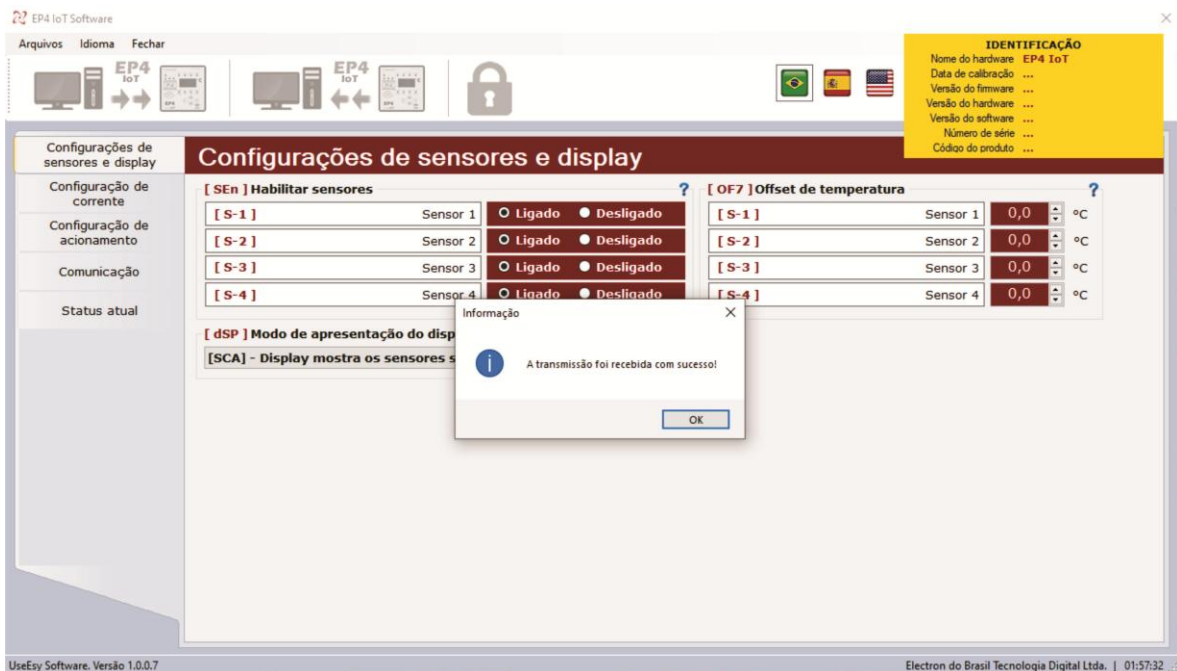 EP4 IoT Software
Arquivos Idioma Fechar
EP4
IoT
EP4
IoT
IDENTIFICAÇÃO
Nome do hardware EP4 IoT
Data de calibração ...
Versão do firmware ...
Versão do hardware ...
Versão do software ...
Número de série ...
Código do produto ...
Configurações de
sensores e display
Configuração de
corrente
Configuração de
acionamento
Comunicação
Status atual
Configurações de sensores e display
[ SEn ] Habilitar sensores ?
[ S-1 ] Sensor 1 Ligado Desligado
[ S-2 ] Sensor 2 Ligado Desligado
[ S-3 ] Sensor 3 Ligado Desligado
[ S-4 ] Sensor 4 Ligado Desligado
[ OF7 ] Offset de temperatura ?
[ S-1 ] Sensor 1 0,0 ºC
[ S-2 ] Sensor 2 0,0 ºC
[ S-3 ] Sensor 3 0,0 ºC
[ S-4 ] Sensor 4 0,0 ºC
[ dSP ] Modo de apresentação do disp
[SCA] - Display mostra os sensores s
Informação
A transmissão foi recebida com sucesso!
OK
UseEsy Software. Versão 1.0.0.7
Electron do Brasil Tecnologia Digital Ltda. | 01:57:32